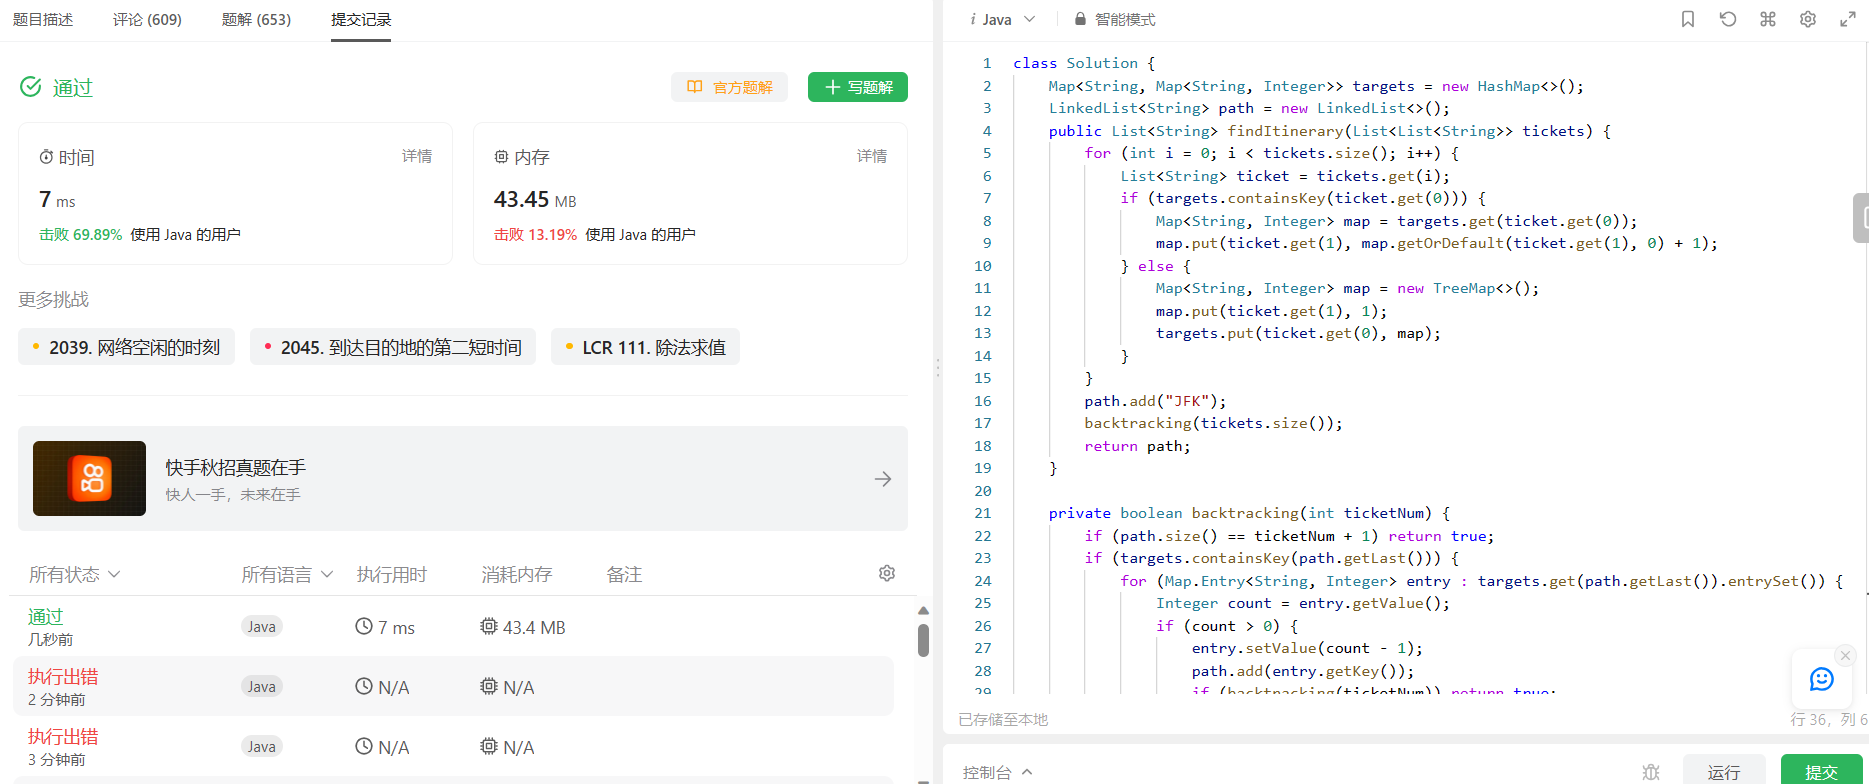 题目描述 评论 (609) 题解 (653) 提交记录
通过
官方题解
写题解
时间 详情
7 ms
击败 69.89% 使用 Java 的用户
内存 详情
43.45 MB
击败 13.19% 使用 Java 的用户
更多挑战
2039. 网络空闲的时刻
2045. 到达目的地的第二短时间
LCR 111. 除法求值
快手秋招真题在手
快人一手，未来在手
所有状态 所有语言 执行用时 消耗内存 备注
通过
几秒前
Java 7 ms 43.4 MB
执行出错
2 分钟前
Java N/A N/A
执行出错
3 分钟前
Java N/A N/A
i Java 智能模式
1 class Solution {
2 Map<String, Map<String, Integer>> targets = new HashMap<>();
3 LinkedList<String> path = new LinkedList<>();
4 public List<String> findItinerary(List<List<String>> tickets) {
5 for (int i = 0; i < tickets.size(); i++) {
6 List<String> ticket = tickets.get(i);
7 if (targets.containsKey(ticket.get(0))) {
8 Map<String, Integer> map = targets.get(ticket.get(0));
9 map.put(ticket.get(1), map.getOrDefault(ticket.get(1), 0) + 1);
10 } else {
11 Map<String, Integer> map = new TreeMap<>();
12 map.put(ticket.get(1), 1);
13 targets.put(ticket.get(0), map);
14 }
15 }
16 path.add("JFK");
17 backtracking(tickets.size());
18 return path;
19 }
20
21 private boolean backtracking(int ticketNum) {
22 if (path.size() == ticketNum + 1) return true;
23 if (targets.containsKey(path.getLast())) {
24 for (Map.Entry<String, Integer> entry : targets.get(path.getLast()).entrySet()) {
25 Integer count = entry.getValue();
26 if (count > 0) {
27 entry.setValue(count - 1);
28 path.add(entry.getKey());
29 if (backtracking(ticketNum)) return true;
已存储至本地
行 36，列 6
控制台
运行
提交